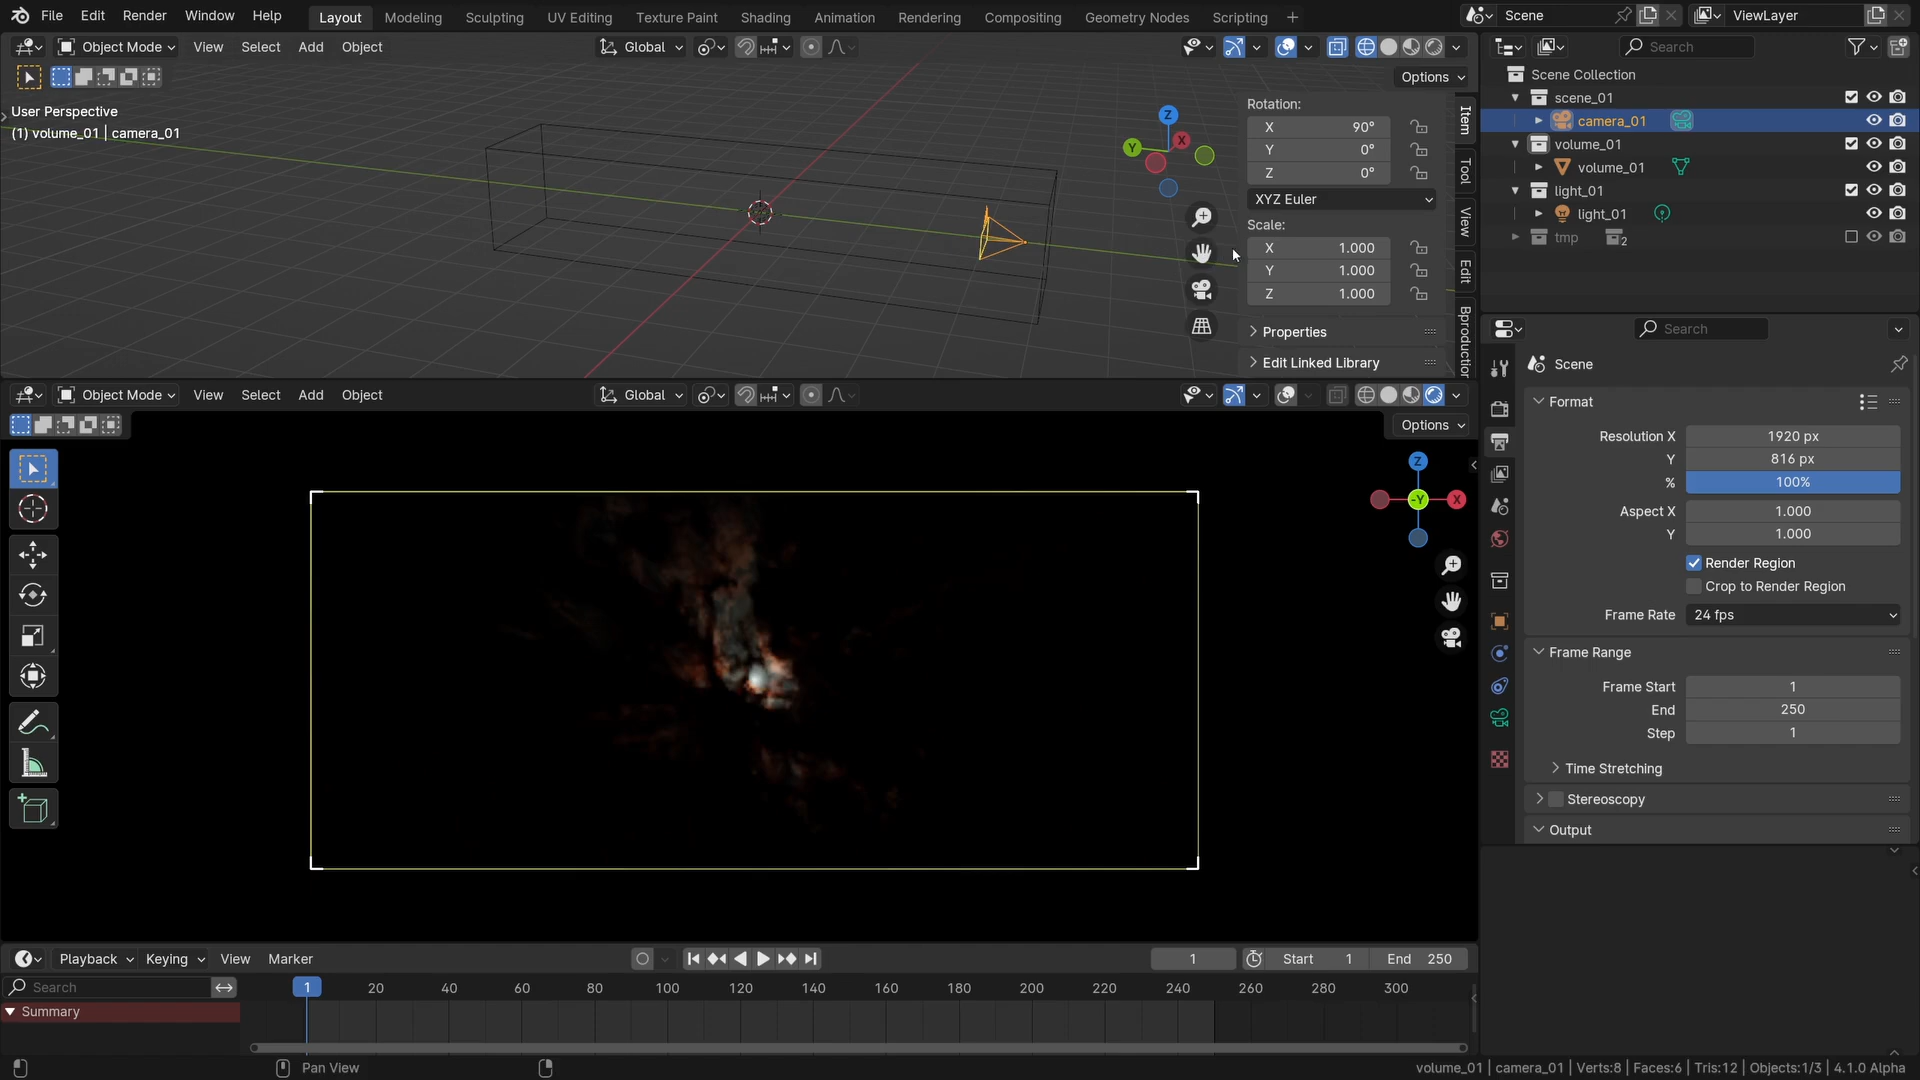 File Edit Render Window Help Layout Modeling Sculpting UV Editing Texture Paint Shading Animation Rendering Compositing Geometry Nodes Scripting Scene ViewLayer
Object Mode View Select Add Object Global Search
Options
User Perspective
(1) volume_01 | camera_01
Z
X
Y
Rotation:
X 90°
Y 0°
Z 0°
XYZ Euler
Scale:
X 1.000
Y 1.000
Z 1.000
Properties
Edit Linked Library
Item
Tool
View
Edit
Bproduction
Scene Collection
scene_01
camera_01
volume_01
volume_01
light_01
light_01
tmp 2
Object Mode View Select Add Object Global
Options
Z
-Y
X
Search
Scene
Format
Resolution X 1920 px
Y 816 px
% 100%
Aspect X 1.000
Y 1.000
Render Region
Crop to Render Region
Frame Rate 24 fps
Frame Range
Frame Start 1
End 250
Step 1
Time Stretching
Stereoscopy
Output
Playback Keying View Marker 1 Start 1 End 250
Search 1 20 40 60 80 100 120 140 160 180 200 220 240 260 280 300
Summary
Pan View volume_01 | camera_01 | Verts:8 | Faces:6 | Tris:12 | Objects:1/3 | 4.1.0 Alpha